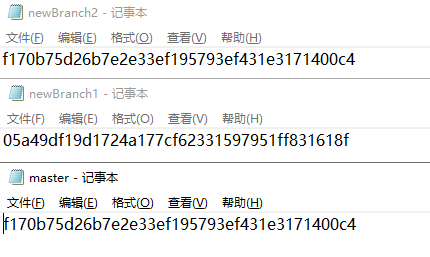 newBranch2 - 记事本
文件(F) 编辑(E) 格式(O) 查看(V) 帮助(H)
f170b75d26b7e2e33ef195793ef431e3171400c4
newBranch1 - 记事本
文件(F) 编辑(E) 格式(O) 查看(V) 帮助(H)
05a49df19d1724a177cf62331597951ff831618f
master - 记事本
文件(F) 编辑(E) 格式(O) 查看(V) 帮助(H)
f170b75d26b7e2e33ef195793ef431e3171400c4